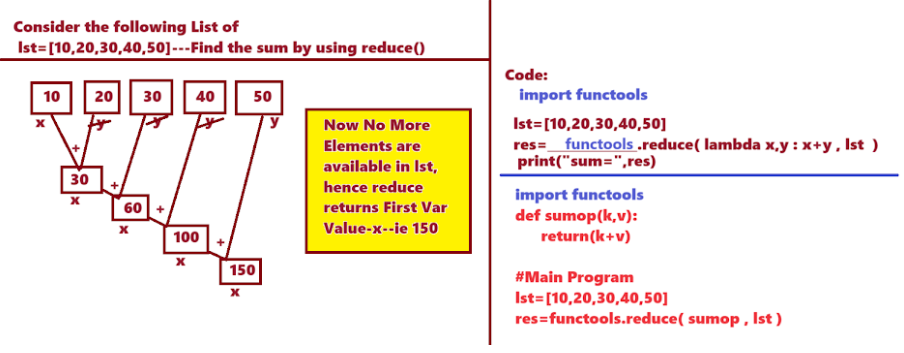 Consider the following List of
lst=[10,20,30,40,50]---Find the sum by using reduce()
10 20 30 40 50
x y y y y
+
30
x
+
60
x
+
100
x
+
150
x
Now No More
Elements are
available in lst,
hence reduce
returns First Var
Value-x--ie 150
Code:
import functools
lst=[10,20,30,40,50]
res=__functools_.reduce( lambda x,y : x+y , lst )
print("sum=",res)
import functools
def sumop(k,v):
return(k+v)
#Main Program
lst=[10,20,30,40,50]
res=functools.reduce( sumop , lst )